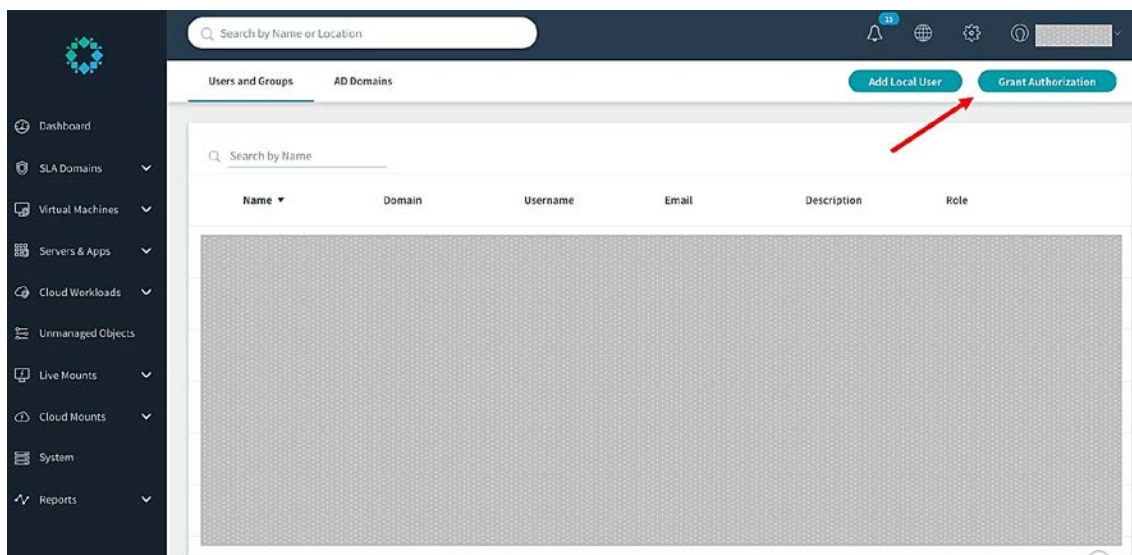 Search by Name or Location
15
Users and Groups AD Domains Add Local User Grant Authorization
Dashboard
Search by Name
SLA Domains
Name Domain Username Email Description Role
Virtual Machines
Servers & Apps
Cloud Workloads
Unmanaged Objects
Live Mounts
Cloud Mounts
System
Reports